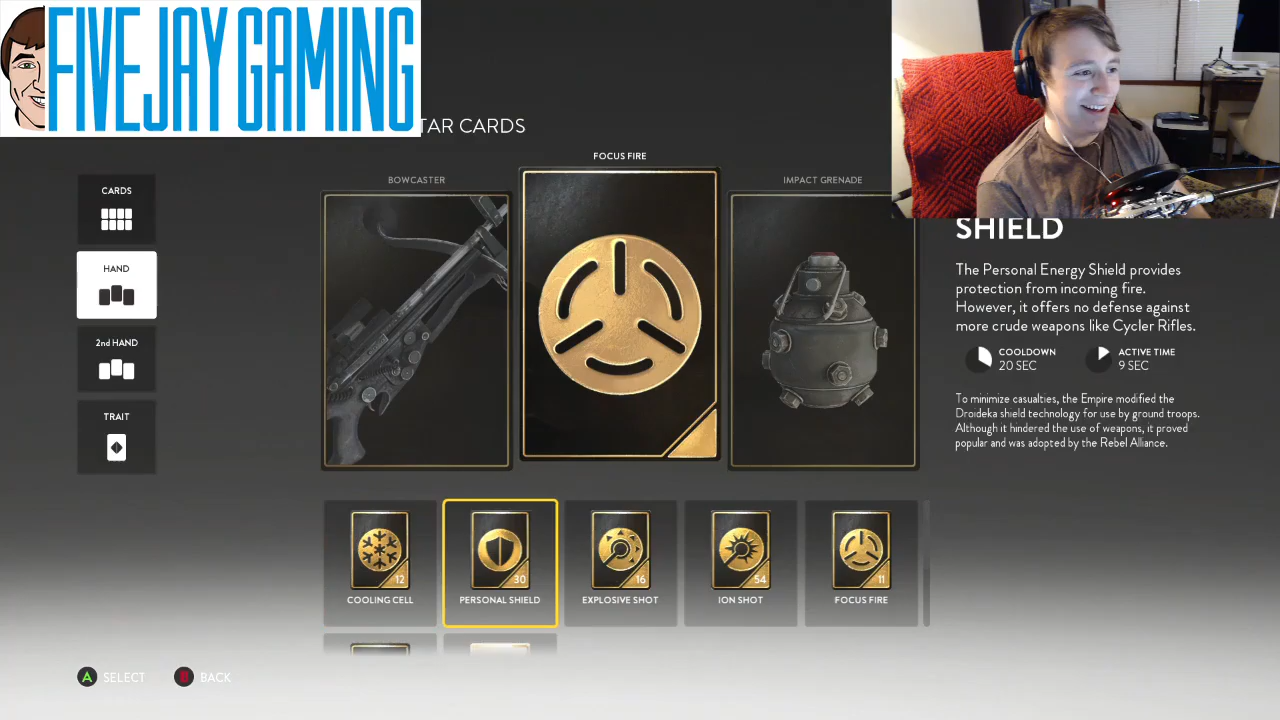 FIVEJAYGAMING
TAR CARDS
FOCUS FIRE
BOWCASTER
IMPACT GRENADE
CARDS
HAND
2nd HAND
TRAIT
SHIELD
The Personal Energy Shield provides
protection from incoming fire.
However, it offers no defense against
more crude weapons like Cycler Rifles.
COOLDOWN
20 SEC
ACTIVE TIME
9 SEC
To minimize casualties, the Empire modified the
Droideka shield technology for use by ground troops.
Although it hindered the use of weapons, it proved
popular and was adopted by the Rebel Alliance.
12
COOLING CELL
30
PERSONAL SHIELD
16
EXPLOSIVE SHOT
54
ION SHOT
11
FOCUS FIRE
A SELECT
B BACK